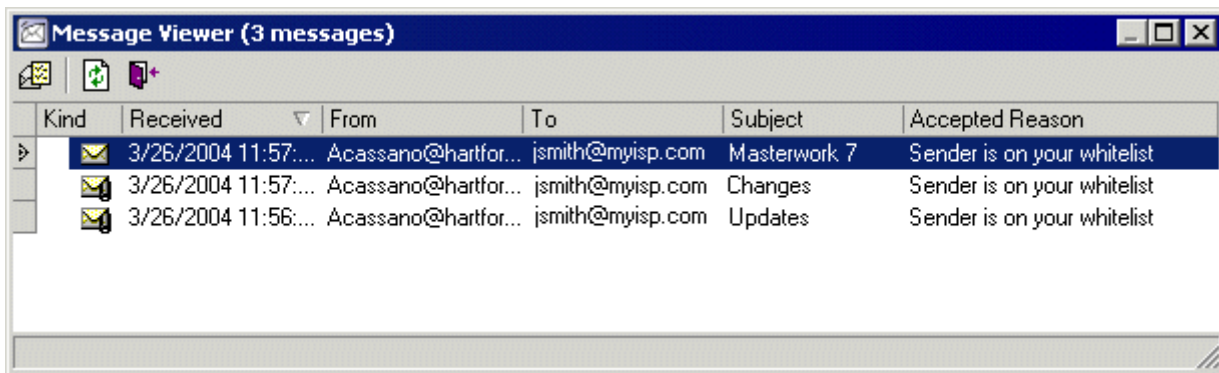 Message Viewer (3 messages)
Kind Received From To Subject Accepted Reason
3/26/2004 11:57:... Acassano@hartfor... jsmith@myisp.com Masterwork 7 Sender is on your whitelist
3/26/2004 11:57:... Acassano@hartfor... jsmith@myisp.com Changes Sender is on your whitelist
3/26/2004 11:56:... Acassano@hartfor... jsmith@myisp.com Updates Sender is on your whitelist